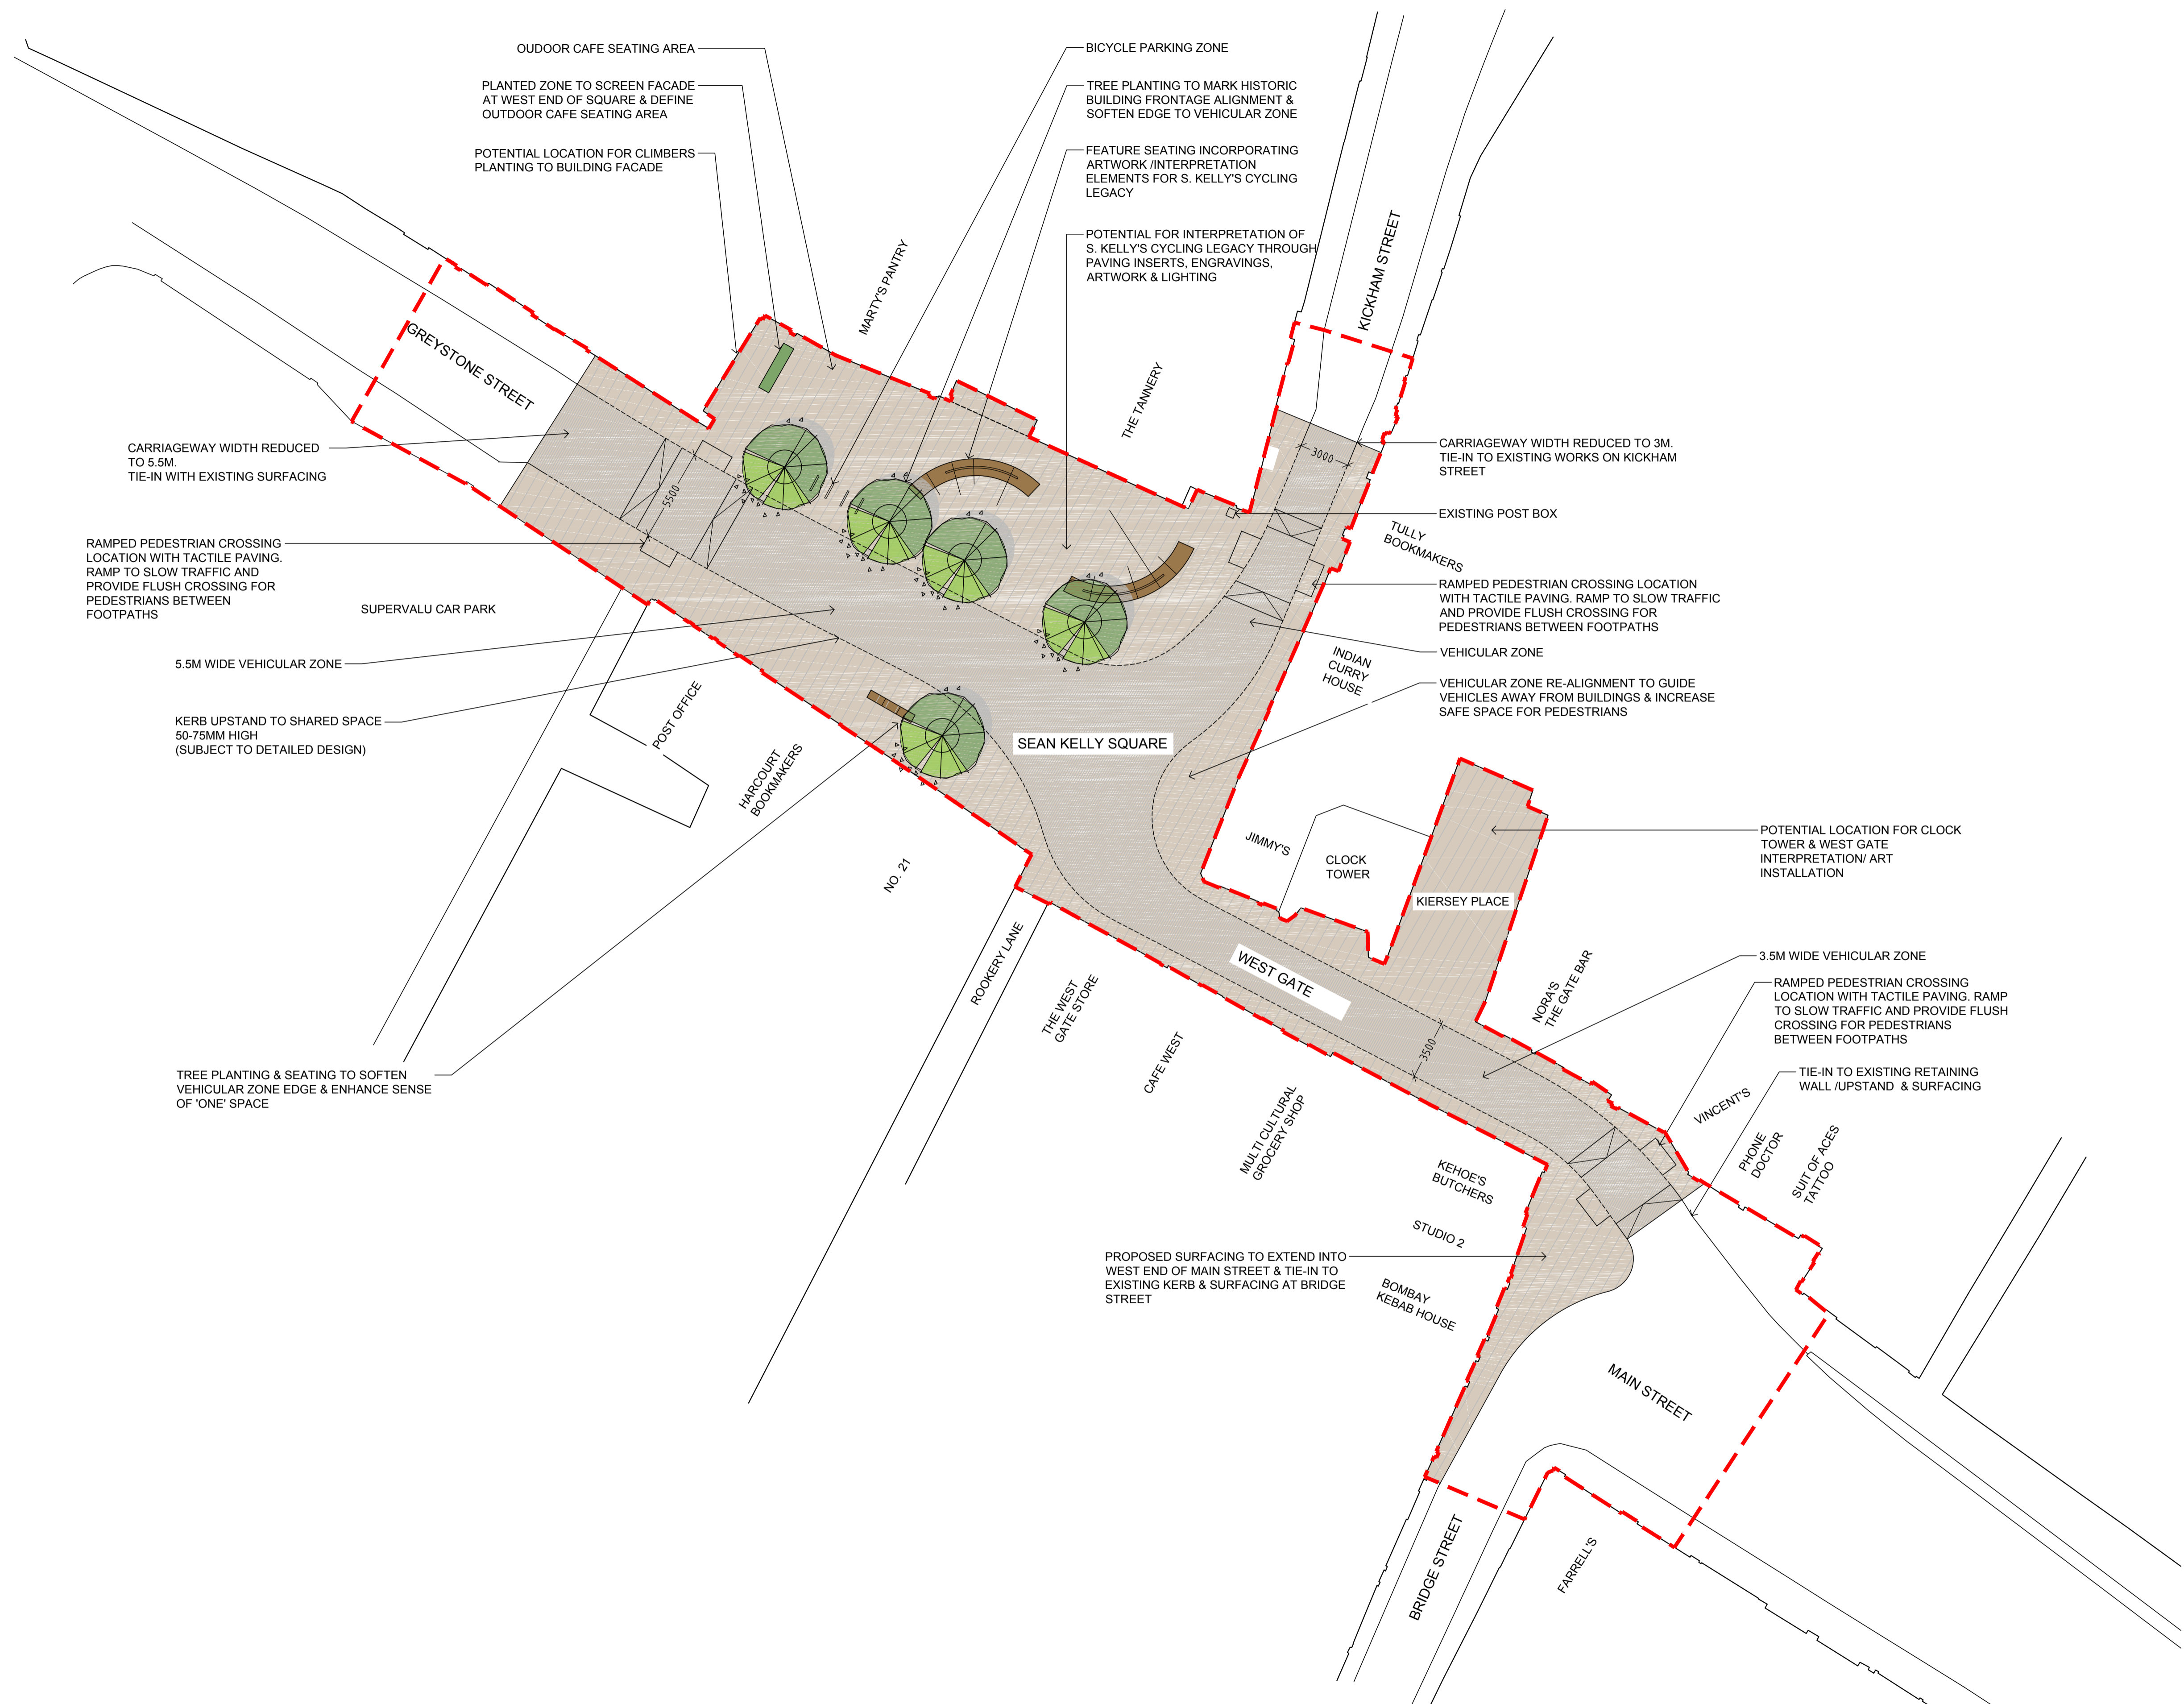 OUDOOR CAFE SEATING AREA
PLANTED ZONE TO SCREEN FACADE
AT WEST END OF SQUARE & DEFINE
OUTDOOR CAFE SEATING AREA
POTENTIAL LOCATION FOR CLIMBERS
PLANTING TO BUILDING FACADE
BICYCLE PARKING ZONE
TREE PLANTING TO MARK HISTORIC
BUILDING FRONTAGE ALIGNMENT &
SOFTEN EDGE TO VEHICULAR ZONE
FEATURE SEATING INCORPORATING
ARTWORK /INTERPRETATION
ELEMENTS FOR S. KELLY'S CYCLING
LEGACY
POTENTIAL FOR INTERPRETATION OF
S. KELLY'S CYCLING LEGACY THROUGH
PAVING INSERTS, ENGRAVINGS,
ARTWORK & LIGHTING
MARTY'S PANTRY
THE TANNERY
KICKHAM STREET
GREYSTONE STREET
CARRIAGEWAY WIDTH REDUCED
TO 5.5M.
TIE-IN WITH EXISTING SURFACING
5500
3000
CARRIAGEWAY WIDTH REDUCED TO 3M.
TIE-IN TO EXISTING WORKS ON KICKHAM
STREET
EXISTING POST BOX
TULLY
BOOKMAKERS
RAMPED PEDESTRIAN CROSSING
LOCATION WITH TACTILE PAVING.
RAMP TO SLOW TRAFFIC AND
PROVIDE FLUSH CROSSING FOR
PEDESTRIANS BETWEEN
FOOTPATHS
SUPERVALU CAR PARK
RAMPED PEDESTRIAN CROSSING LOCATION
WITH TACTILE PAVING. RAMP TO SLOW TRAFFIC
AND PROVIDE FLUSH CROSSING FOR
PEDESTRIANS BETWEEN FOOTPATHS
5.5M WIDE VEHICULAR ZONE
VEHICULAR ZONE
INDIAN
CURRY
HOUSE
VEHICULAR ZONE RE-ALIGNMENT TO GUIDE
VEHICLES AWAY FROM BUILDINGS & INCREASE
SAFE SPACE FOR PEDESTRIANS
KERB UPSTAND TO SHARED SPACE
50-75MM HIGH
(SUBJECT TO DETAILED DESIGN)
POST OFFICE
HARCOURT
BOOKMAKERS
SEAN KELLY SQUARE
NO. 21
JIMMY'S
CLOCK
TOWER
KIERSEY PLACE
POTENTIAL LOCATION FOR CLOCK
TOWER & WEST GATE
INTERPRETATION/ ART
INSTALLATION
ROOKERY LANE
WEST GATE
THE WEST
GATE STORE
CAFE WEST
3500
NORA'S
THE GATE BAR
3.5M WIDE VEHICULAR ZONE
RAMPED PEDESTRIAN CROSSING
LOCATION WITH TACTILE PAVING. RAMP
TO SLOW TRAFFIC AND PROVIDE FLUSH
CROSSING FOR PEDESTRIANS
BETWEEN FOOTPATHS
TIE-IN TO EXISTING RETAINING
WALL /UPSTAND & SURFACING
TREE PLANTING & SEATING TO SOFTEN
VEHICULAR ZONE EDGE & ENHANCE SENSE
OF 'ONE' SPACE
MULTI CULTURAL
GROCERY SHOP
VINCENT'S
PHONE
DOCTOR
SUIT OF ACES
TATTOO
KEHOE'S
BUTCHERS
STUDIO 2
PROPOSED SURFACING TO EXTEND INTO
WEST END OF MAIN STREET & TIE-IN TO
EXISTING KERB & SURFACING AT BRIDGE
STREET
BOMBAY
KEBAB HOUSE
MAIN STREET
BRIDGE STREET
FARRELL'S